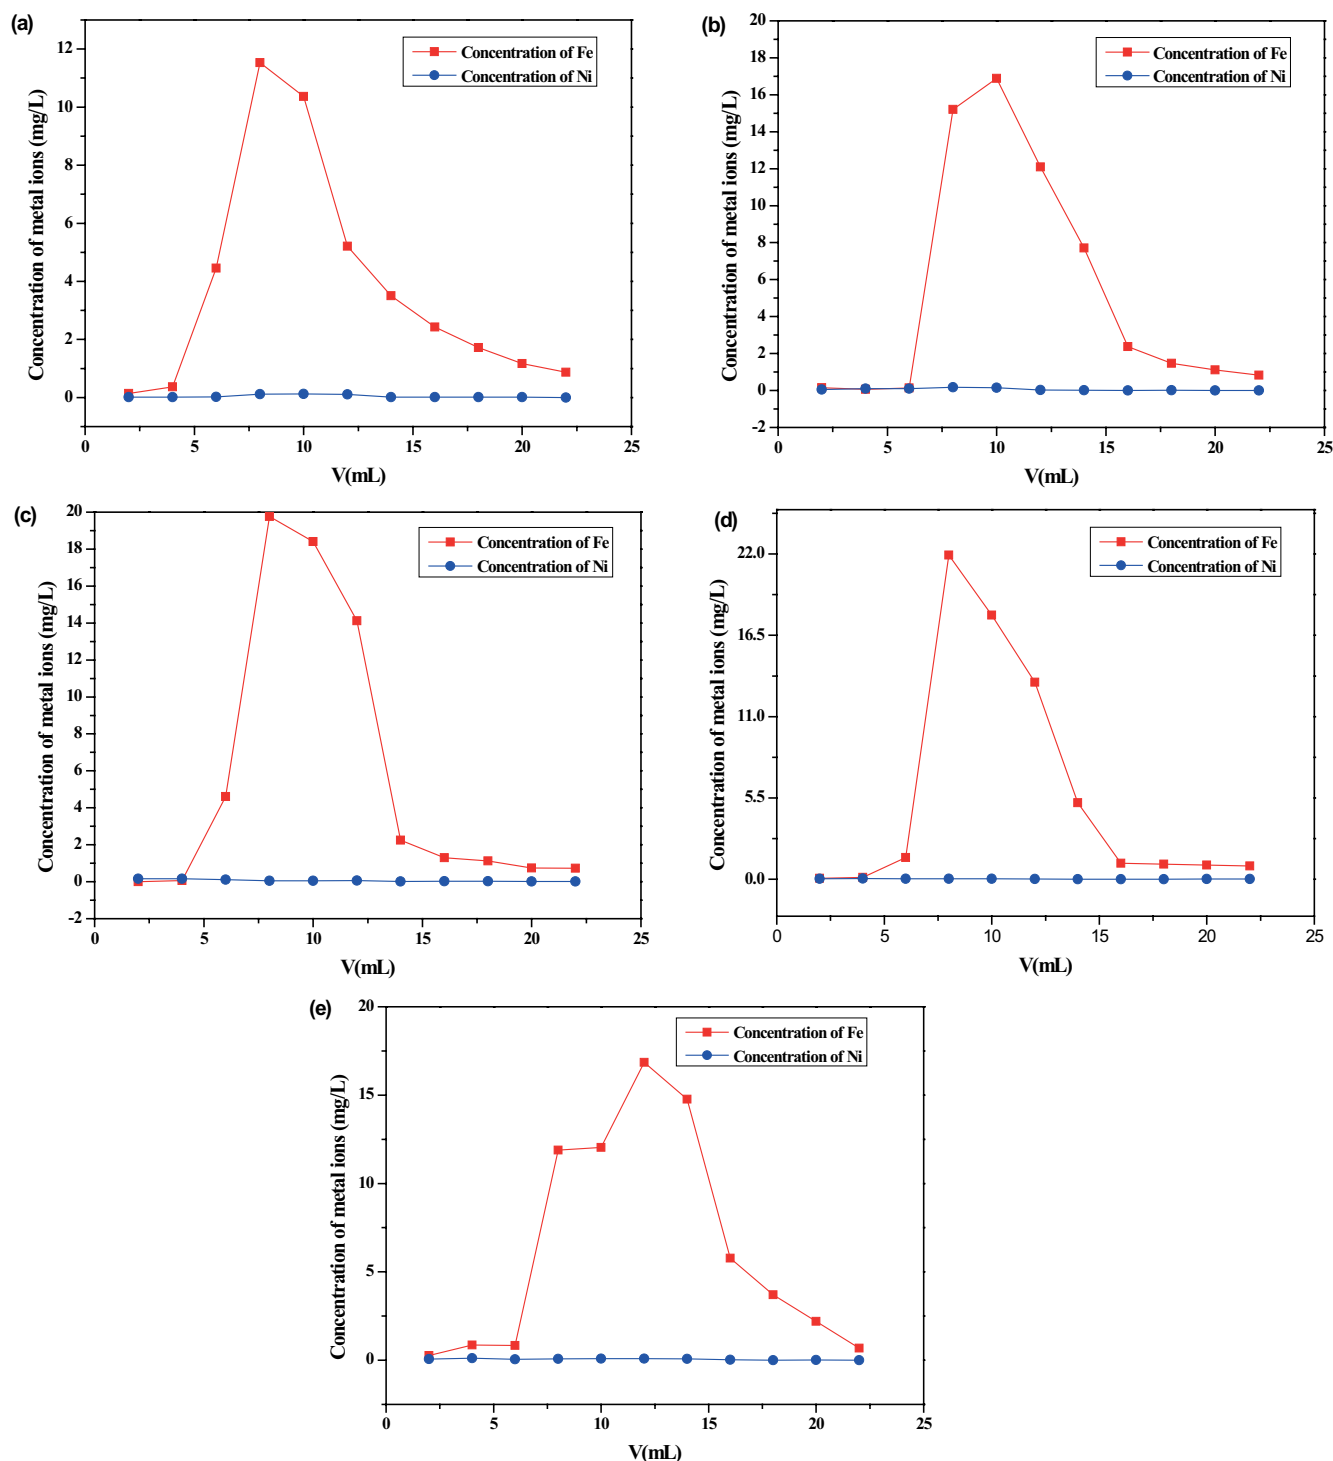 (a)
Concentration of metal ions (mg/L)
12
10
8
6
4
2
0
Concentration of Fe
Concentration of Ni
0 5 10 15 20 25
V(mL)
(b)
Concentration of metal ions (mg/L)
20
18
16
14
12
10
8
6
4
2
0
-2
Concentration of Fe
Concentration of Ni
0 5 10 15 20 25
V(mL)
(c)
Concentration of metal ions (mg/L)
20
18
16
14
12
10
8
6
4
2
0
-2
Concentration of Fe
Concentration of Ni
0 5 10 15 20 25
V(mL)
(d)
Concentration of metal ions (mg/L)
22.0
16.5
11.0
5.5
0.0
Concentration of Fe
Concentration of Ni
0 5 10 15 20 25
V(mL)
(e)
Concentration of metal ions (mg/L)
20
15
10
5
0
Concentration of Fe
Concentration of Ni
0 5 10 15 20 25
V(mL)